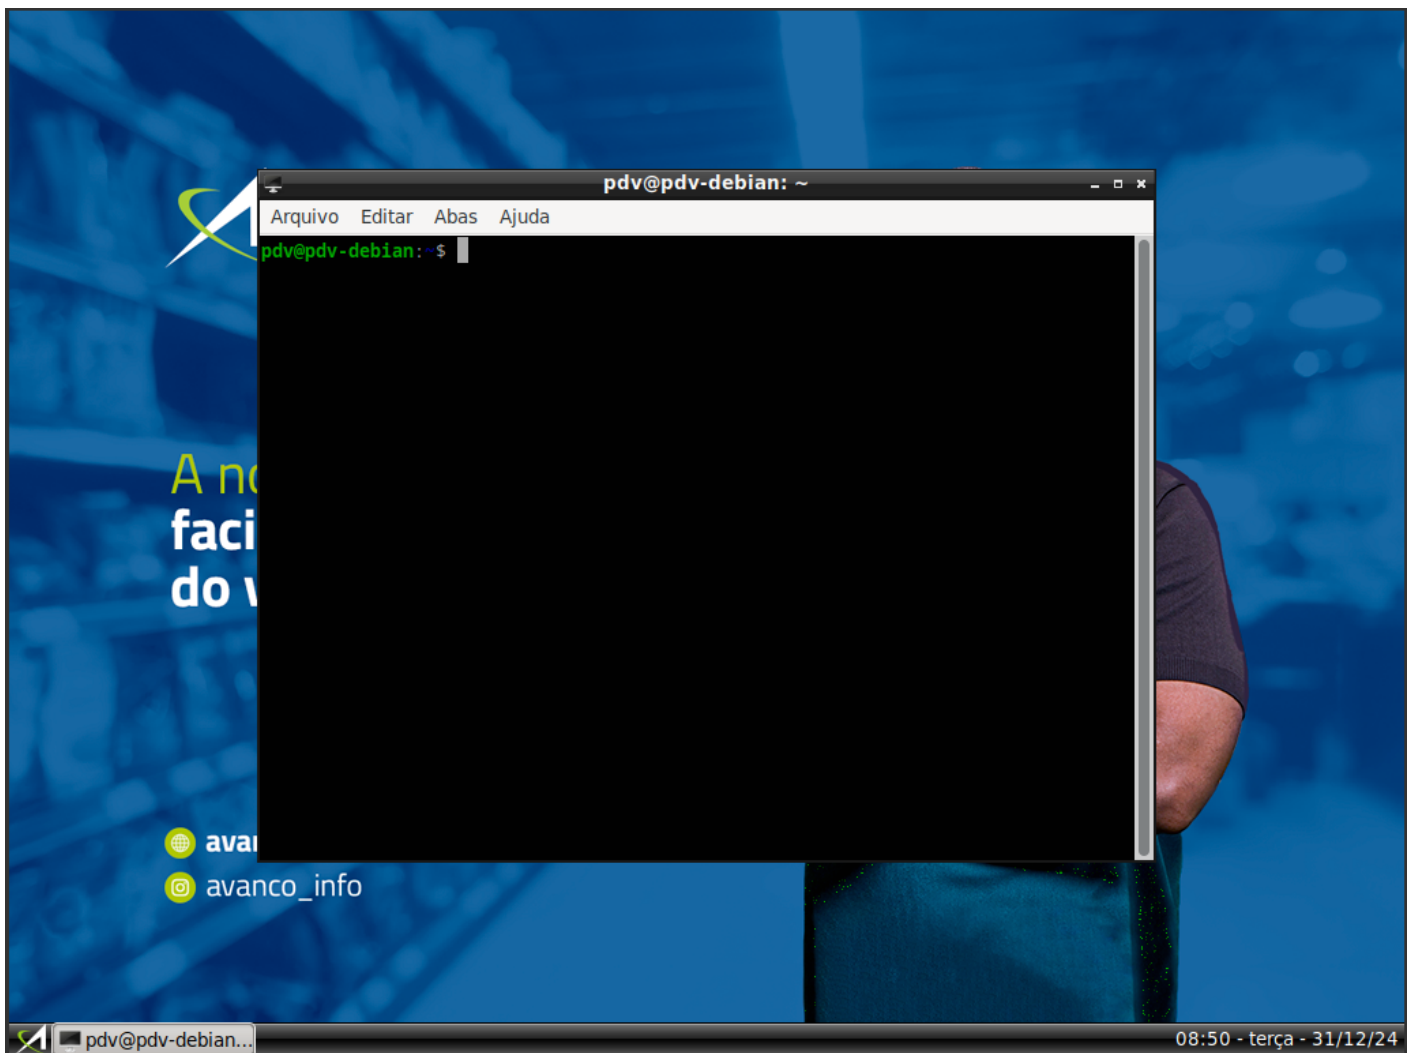 pdv@pdv-debian: ~
Arquivo Editar Abas Ajuda
pdv@pdv-debian:~$
A no
faci
do v
avan
avanco_info
pdv@pdv-debian...
08:50 - terça - 31/12/24